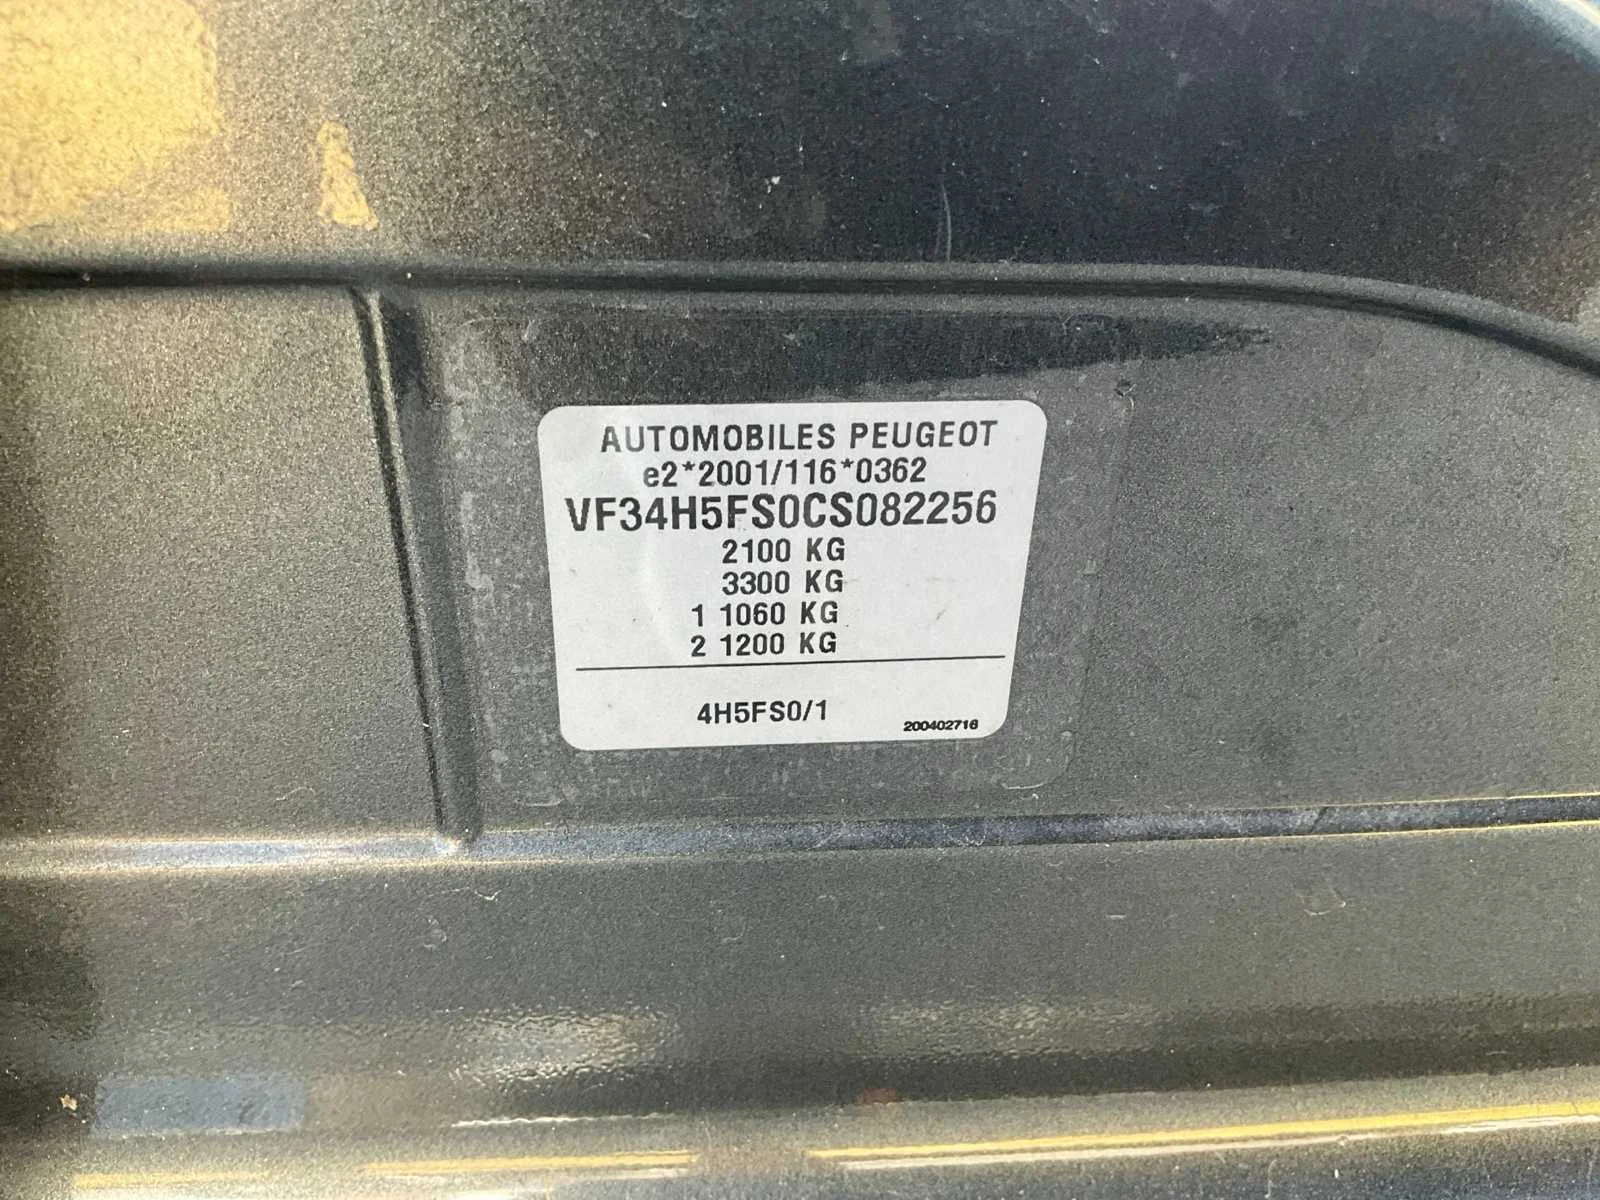 AUTOMOBILES PEUGEOT
e2*2001/116*0362
VF34H5FS0CS082256
2100 KG
3300 KG
1 1060 KG
2 1200 KG
4H5FS0/1
200402716